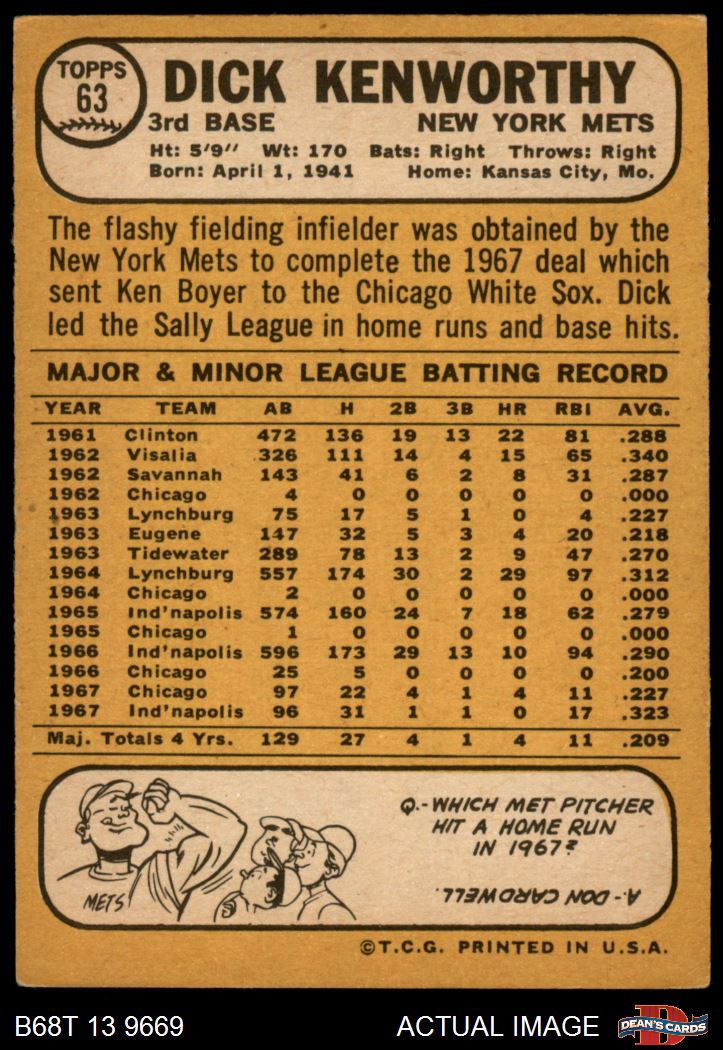 TOPPS
63
DICK KENWORTHY
3rd BASE NEW YORK METS
Ht: 5'9" Wt: 170 Bats: Right Throws: Right
Born: April 1, 1941 Home: Kansas City, Mo.
The flashy fielding infielder was obtained by the
New York Mets to complete the 1967 deal which
sent Ken Boyer to the Chicago White Sox. Dick
led the Sally League in home runs and base hits.
MAJOR & MINOR LEAGUE BATTING RECORD
YEAR TEAM AB H 2B 3B HR RBI AVG.
1961 Clinton 472 136 19 13 22 81 .288
1962 Visalia 326 111 14 4 15 65 .340
1962 Savannah 143 41 6 2 8 31 .287
1962 Chicago 4 0 0 0 0 0 .000
1963 Lynchburg 75 17 5 1 0 4 .227
1963 Eugene 147 32 5 3 4 20 .218
1963 Tidewater 289 78 13 2 9 47 .270
1964 Lynchburg 557 174 30 2 29 97 .312
1964 Chicago 2 0 0 0 0 0 .000
1965 Ind'napolis 574 160 24 7 18 62 .279
1965 Chicago 1 0 0 0 0 0 .000
1966 Ind'napolis 596 173 29 13 10 94 .290
1966 Chicago 25 5 0 0 0 0 .200
1967 Chicago 97 22 4 1 4 11 .227
1967 Ind'napolis 96 31 1 1 0 17 .323
Maj. Totals 4 Yrs. 129 27 4 1 4 11 .209
METS
Q.-WHICH MET PITCHER
HIT A HOME RUN
IN 1967?
A-DON CARDWELL.
©T.C.G. PRINTED IN U.S.A.
B68T 13 9669 ACTUAL IMAGE
DEAN'S CARDS